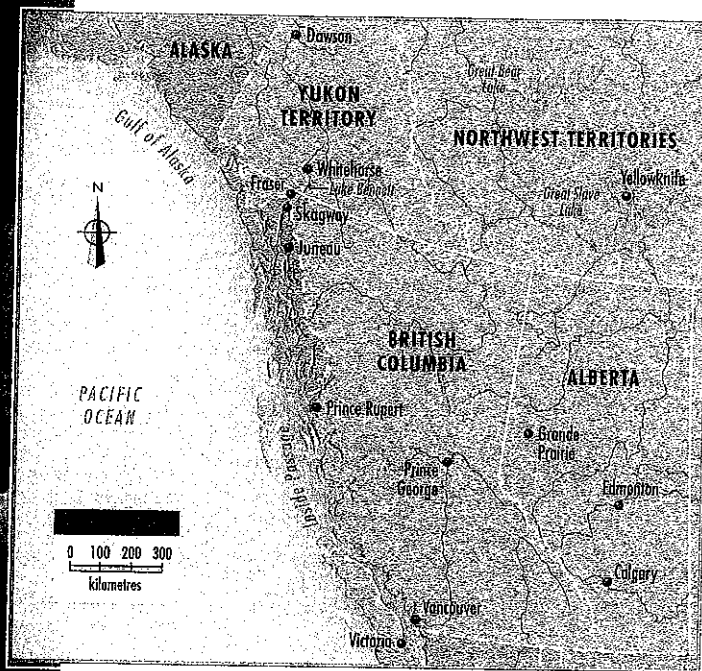 Dawson
ALASKA
Great Bear
Lake
YUKON
TERRITORY
Gulf of Alaska
NORTHWEST TERRITORIES
Whitehorse
Yellowknife
N
Fraser
Lake Bennett
Great Slave
Lake
Skagway
Juneau
BRITISH
COLUMBIA
ALBERTA
PACIFIC
OCEAN
Prince Rupert
Grande
Prairie
Inside Passage
Prince
George
Edmonton
0 100 200 300
kilometres
Calgary
Vancouver
Victoria